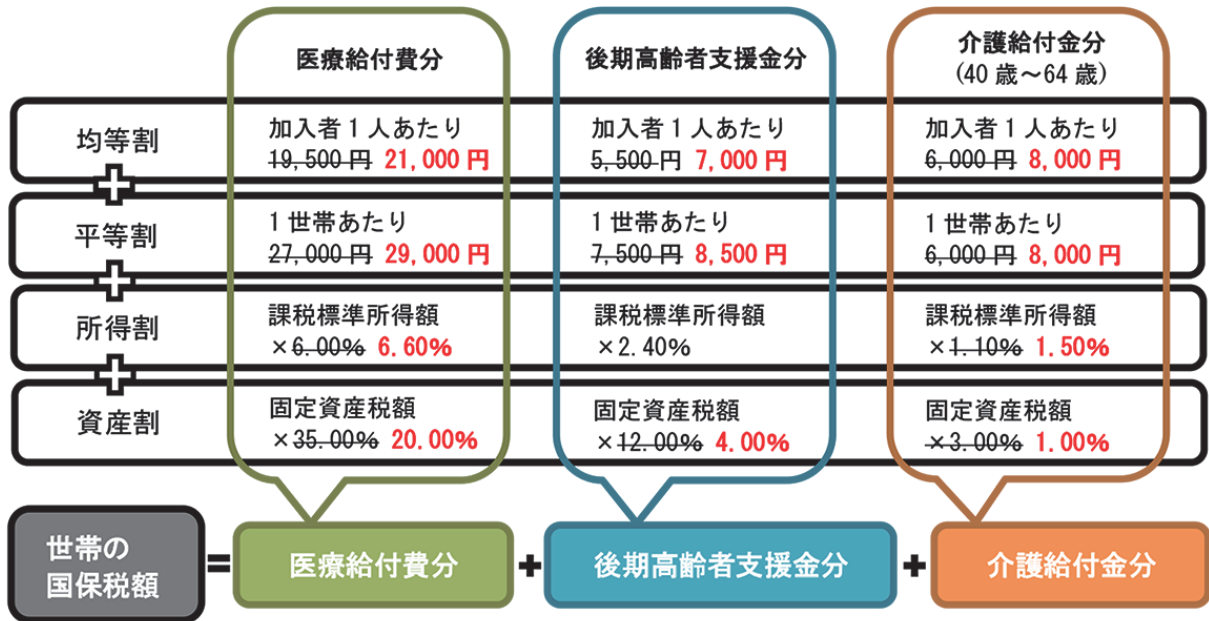 医療給付費分
後期高齢者支援金分
介護給付金分
(40歳～64歳)
均等割
加入者1人あたり
19,500円 21,000円
加入者1人あたり
5,500円 7,000円
加入者1人あたり
6,000円 8,000円
+
平等割
1世帯あたり
27,000円 29,000円
1世帯あたり
7,500円 8,500円
1世帯あたり
6,000円 8,000円
+
所得割
課税標準所得額
×6.00% 6.60%
課税標準所得額
×2.40%
課税標準所得額
×1.10% 1.50%
+
資産割
固定資産税額
×35.00% 20.00%
固定資産税額
×12.00% 4.00%
固定資産税額
×3.00% 1.00%
世帯の
国保税額
=
医療給付費分
+
後期高齢者支援金分
+
介護給付金分